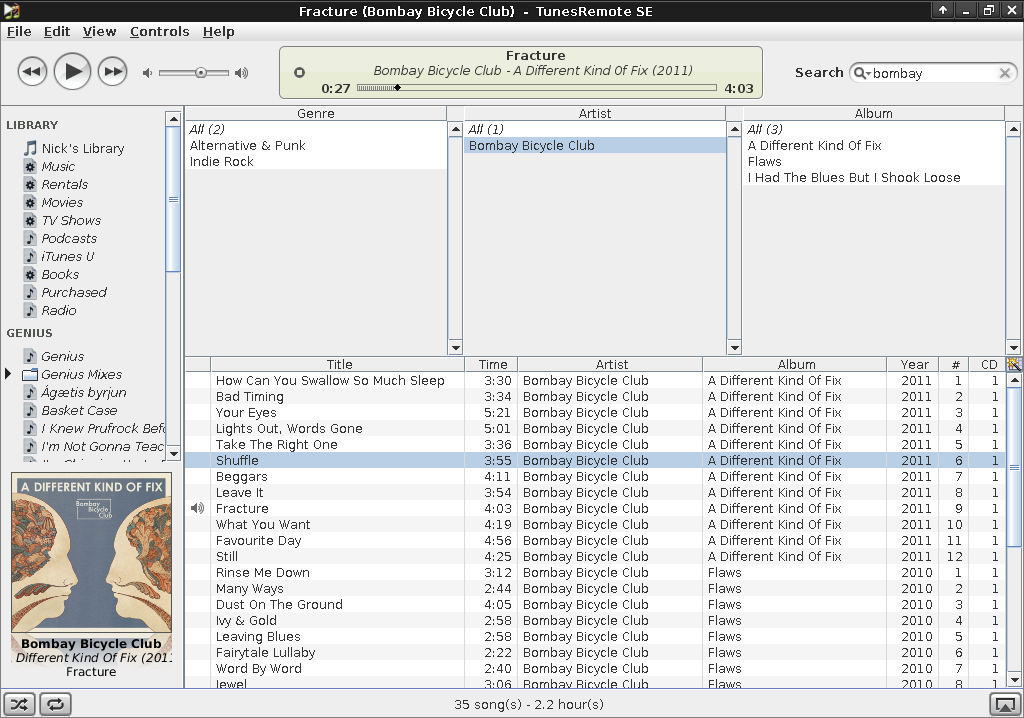 Fracture (Bombay Bicycle Club) - TunesRemote SE
File Edit View Controls Help
Fracture
Bombay Bicycle Club - A Different Kind Of Fix (2011)
0:27 4:03
Search bombay
LIBRARY
Nick's Library
Music
Rentals
Movies
TV Shows
Podcasts
iTunes U
Books
Purchased
Radio
GENIUS
Genius
Genius Mixes
Ágætis byrjun
Basket Case
I Knew Prufrock Bef
I'm Not Gonna Teac
Genre
All (2)
Alternative & Punk
Indie Rock
Artist
All (1)
Bombay Bicycle Club
Album
All (3)
A Different Kind Of Fix
Flaws
I Had The Blues But I Shook Loose
Title Time Artist Album Year # CD
How Can You Swallow So Much Sleep 3:30 Bombay Bicycle Club A Different Kind Of Fix 2011 1 1
Bad Timing 3:34 Bombay Bicycle Club A Different Kind Of Fix 2011 2 1
Your Eyes 5:21 Bombay Bicycle Club A Different Kind Of Fix 2011 3 1
Lights Out, Words Gone 5:01 Bombay Bicycle Club A Different Kind Of Fix 2011 4 1
Take The Right One 3:36 Bombay Bicycle Club A Different Kind Of Fix 2011 5 1
Shuffle 3:55 Bombay Bicycle Club A Different Kind Of Fix 2011 6 1
Beggars 4:11 Bombay Bicycle Club A Different Kind Of Fix 2011 7 1
Leave It 3:54 Bombay Bicycle Club A Different Kind Of Fix 2011 8 1
Fracture 4:03 Bombay Bicycle Club A Different Kind Of Fix 2011 9 1
What You Want 4:19 Bombay Bicycle Club A Different Kind Of Fix 2011 10 1
Favourite Day 4:56 Bombay Bicycle Club A Different Kind Of Fix 2011 11 1
Still 4:25 Bombay Bicycle Club A Different Kind Of Fix 2011 12 1
Rinse Me Down 3:12 Bombay Bicycle Club Flaws 2010 1 1
Many Ways 2:44 Bombay Bicycle Club Flaws 2010 2 1
Dust On The Ground 4:05 Bombay Bicycle Club Flaws 2010 3 1
Ivy & Gold 2:58 Bombay Bicycle Club Flaws 2010 4 1
Leaving Blues 2:58 Bombay Bicycle Club Flaws 2010 5 1
Fairytale Lullaby 2:22 Bombay Bicycle Club Flaws 2010 6 1
Word By Word 2:40 Bombay Bicycle Club Flaws 2010 7 1
Jewel 3:06 Bombay Bicycle Club Flaws 2010 8 1
A DIFFERENT KIND OF FIX
Bombay
Bicycle
Club
Bombay Bicycle Club
Different Kind Of Fix (201
Fracture
35 song(s) - 2.2 hour(s)